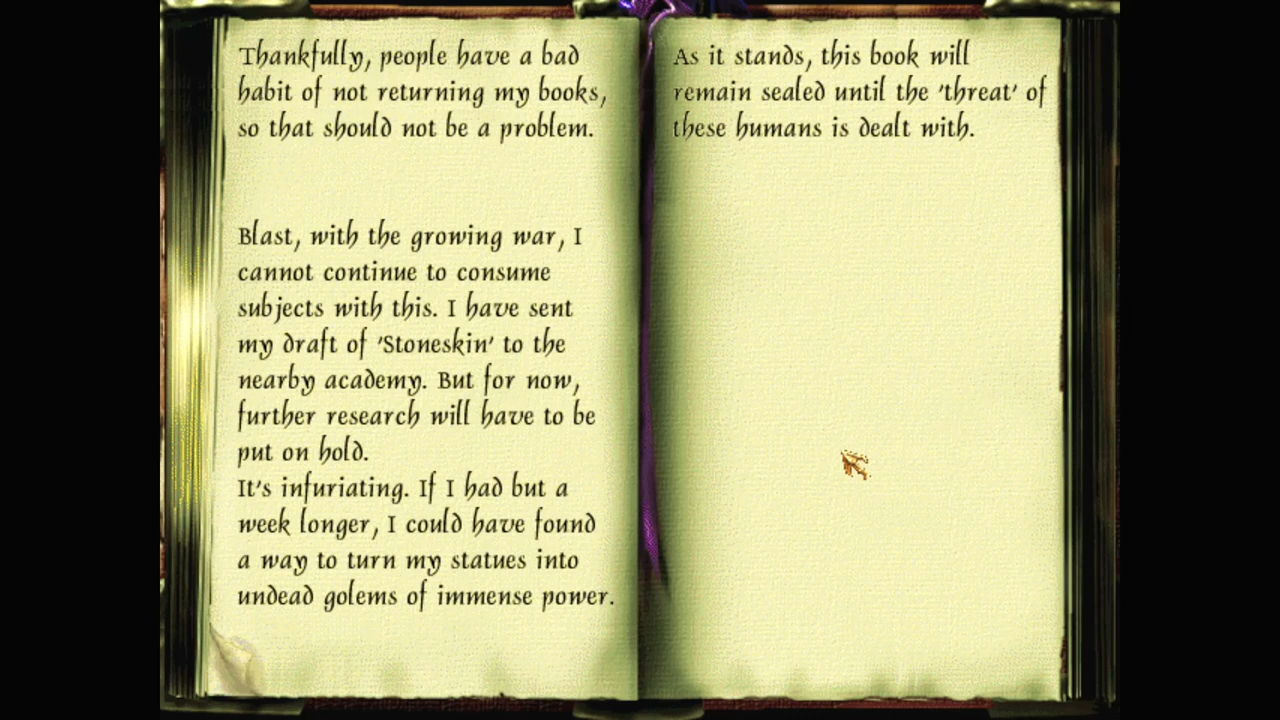 Thankfully, people have a bad
habit of not returning my books,
so that should not be a problem.
Blast, with the growing war, I
cannot continue to consume
subjects with this. I have sent
my draft of 'Stoneskin' to the
nearby academy. But for now,
further research will have to be
put on hold.
It's infuriating. If I had but a
week longer, I could have found
a way to turn my statues into
undead golems of immense power.
As it stands, this book will
remain sealed until the 'threat' of
these humans is dealt with.